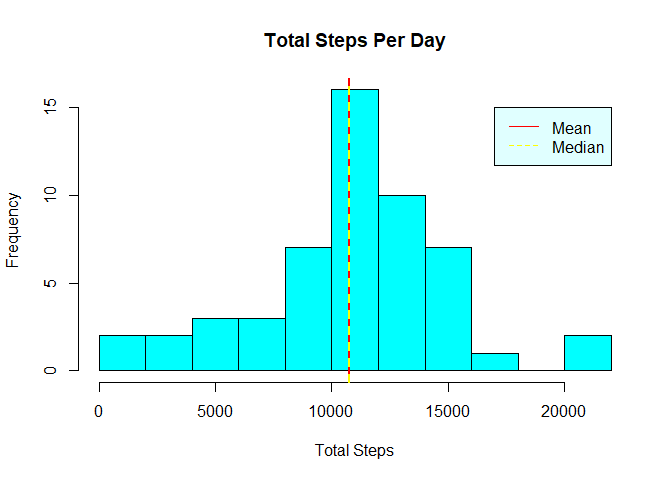 Total Steps Per Day
Mean
Median
15
10
5
0
Frequency
0 5000 10000 15000 20000
Total Steps